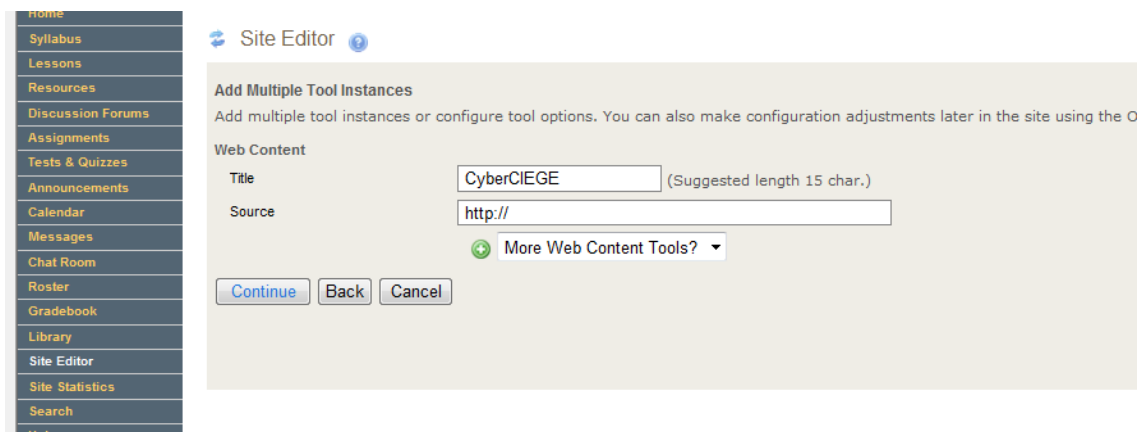 Home
Syllabus
Lessons
Resources
Discussion Forums
Assignments
Tests & Quizzes
Announcements
Calendar
Messages
Chat Room
Roster
Gradebook
Library
Site Editor
Site Statistics
Search
Site Editor
Add Multiple Tool Instances
Add multiple tool instances or configure tool options. You can also make configuration adjustments later in the site using the O
Web Content
Title CyberCIEGE (Suggested length 15 char.)
Source http://
More Web Content Tools?
Continue Back Cancel